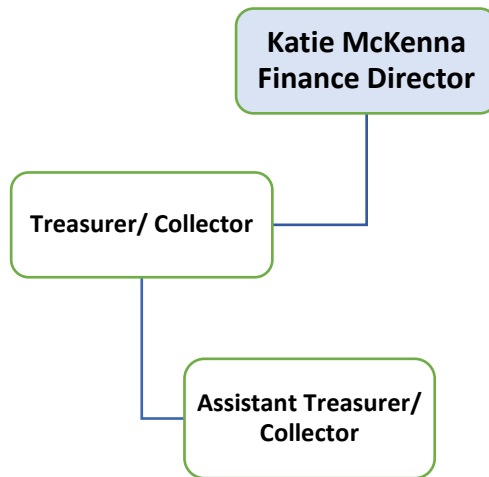 Katie McKenna
Finance Director
Treasurer/ Collector
Assistant Treasurer/
Collector